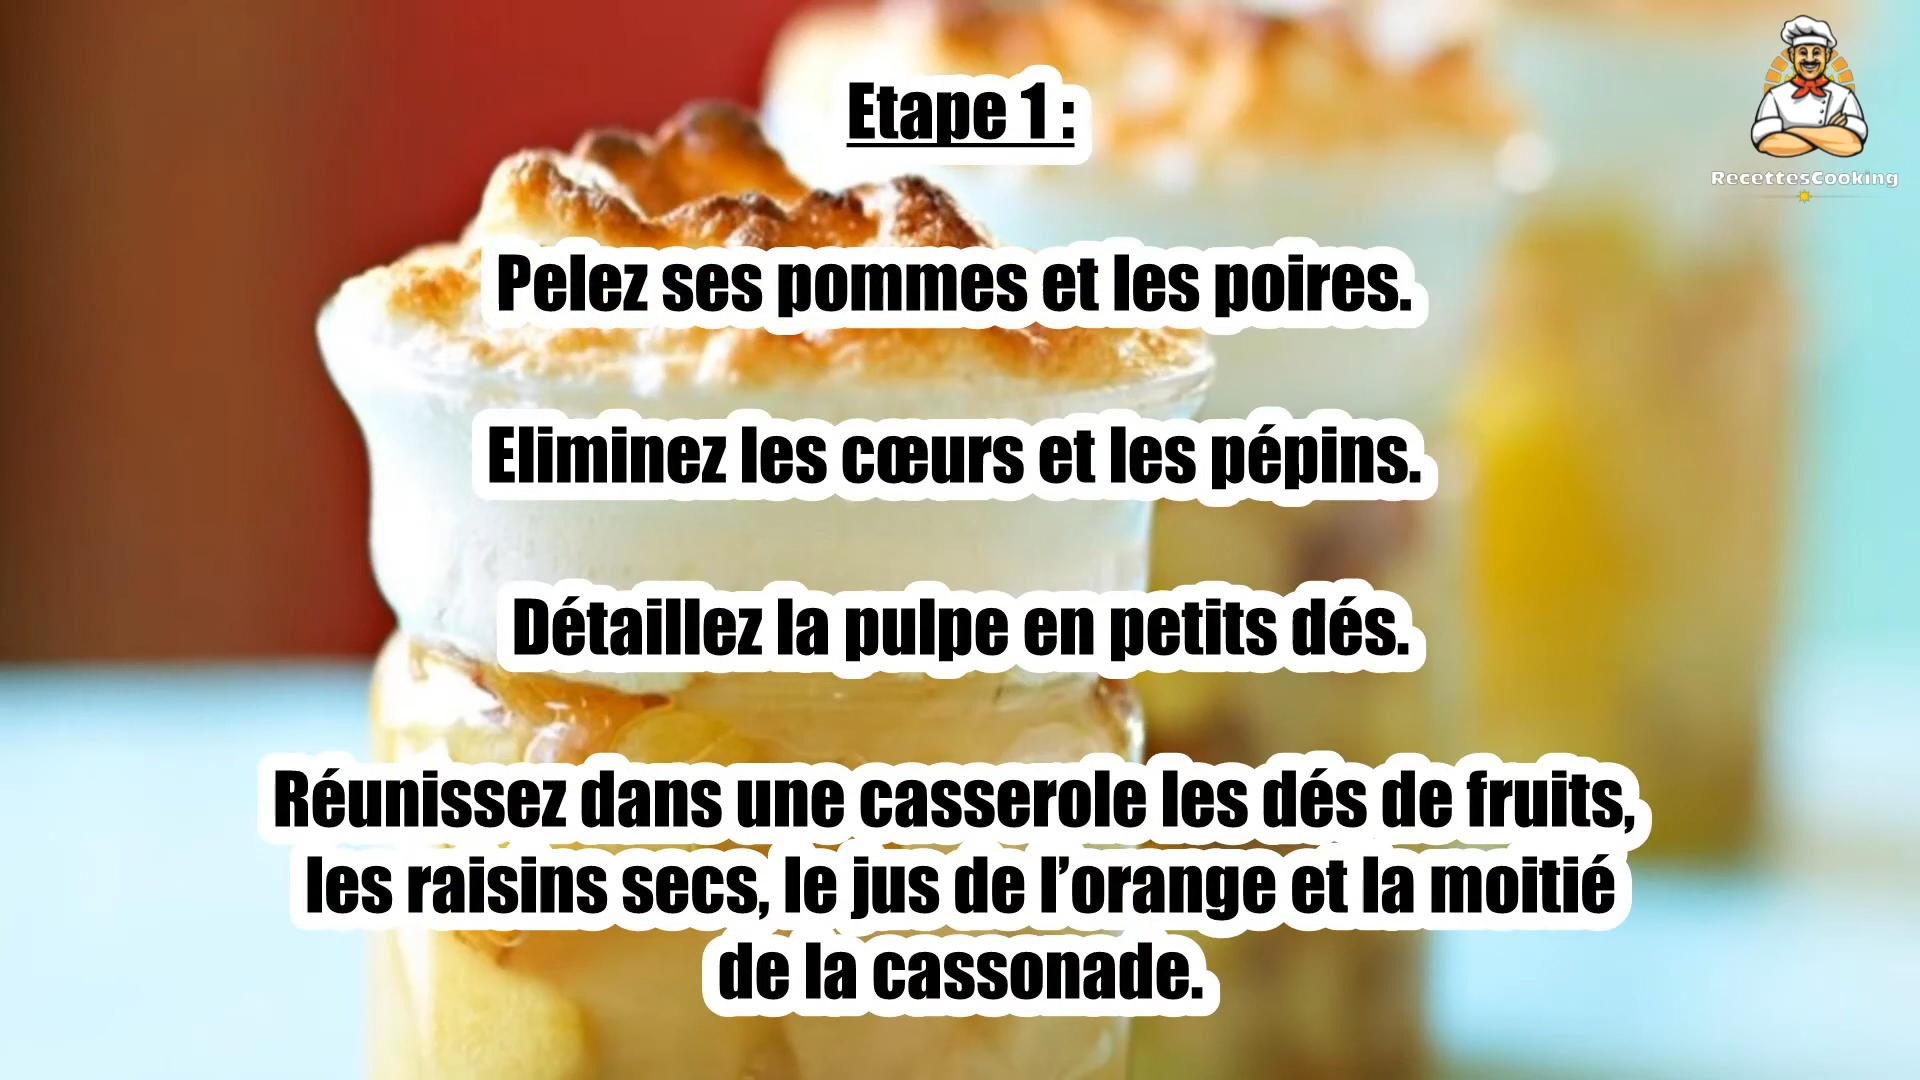 Etape 1 :
RecettesCooking
Pelez ses pommes et les poires.
Eliminez les cœurs et les pépins.
Détaillez la pulpe en petits dés.
Réunissez dans une casserole les dés de fruits,
les raisins secs, le jus de l’orange et la moitié
de la cassonade.